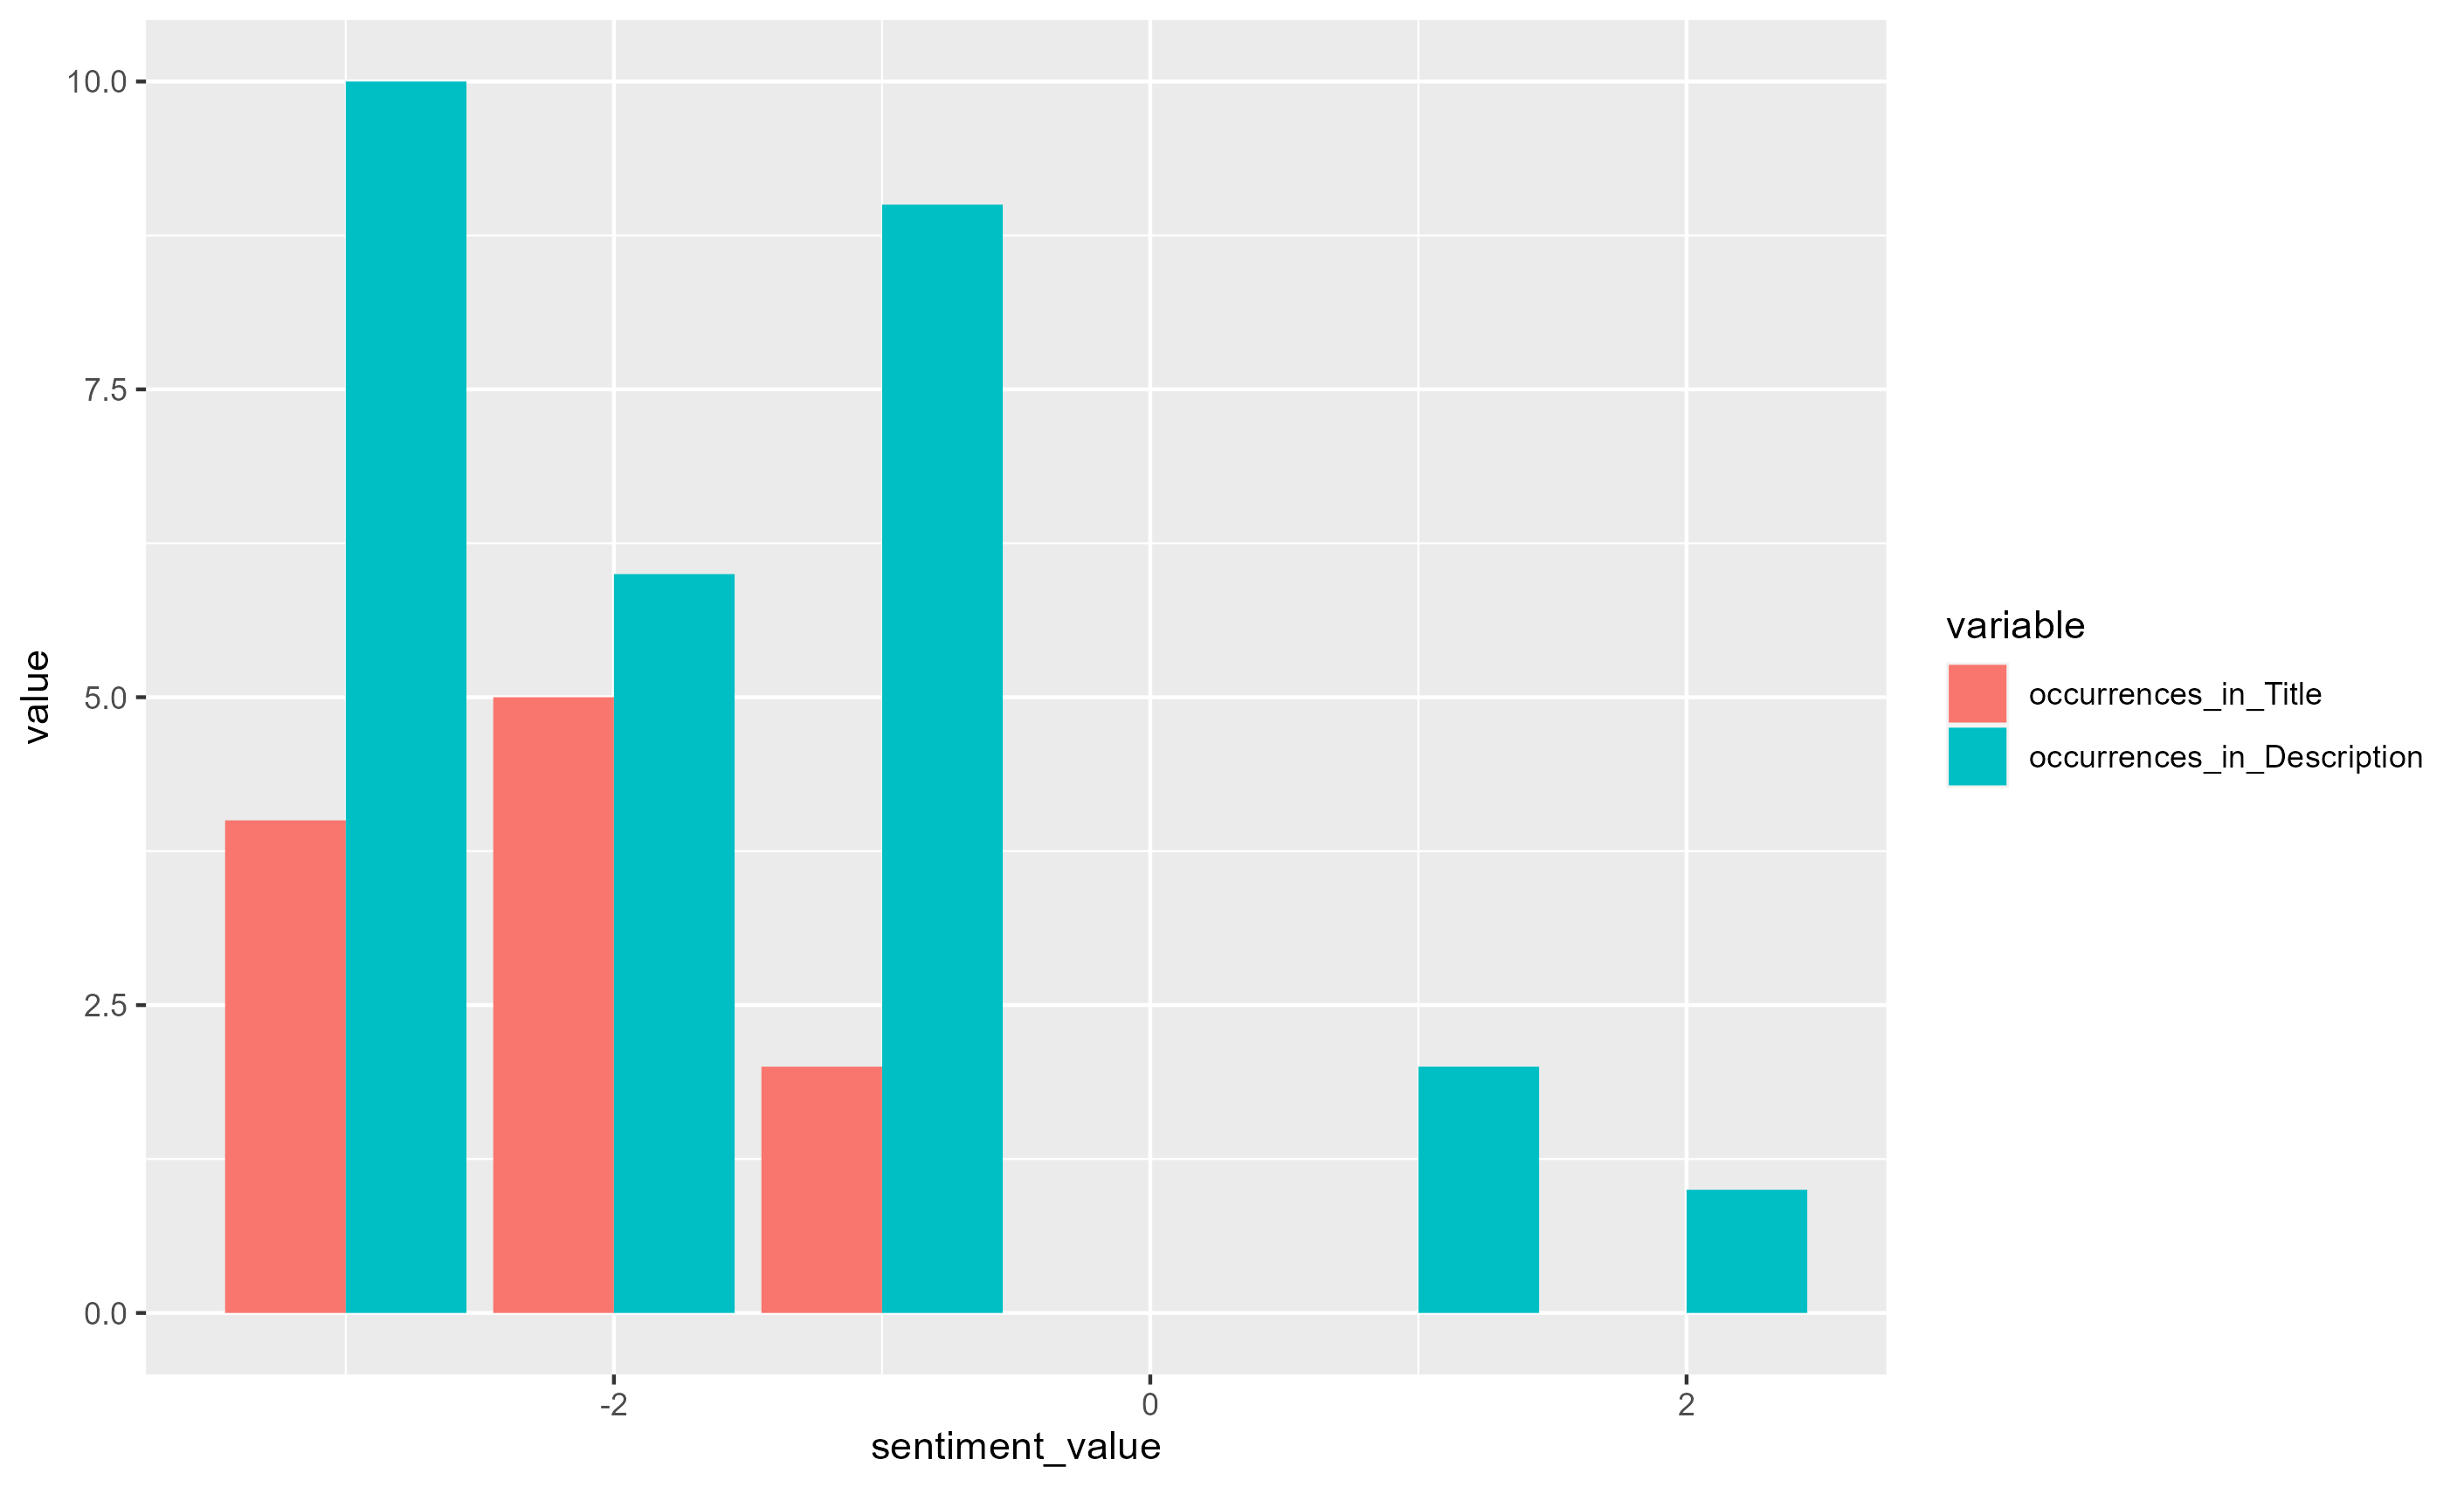 10.0
7.5
5.0
2.5
0.0
value
-2
0
2
sentiment_value
variable
occurrences_in_Title
occurrences_in_Description